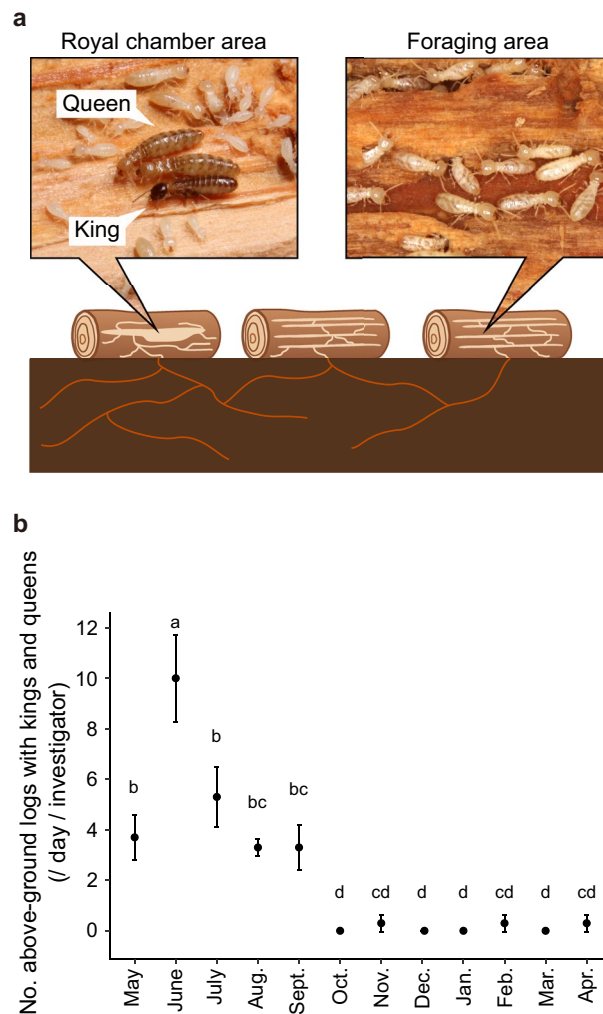 a
Royal chamber area
Foraging area
Queen
King
b
No. above-ground logs with kings and queens
(/ day / investigator)
12
10
8
6
4
2
0
b
a
b
bc
bc
d
cd
d
d
cd
d
cd
May
June
July
Aug.
Sept.
Oct.
Nov.
Dec.
Jan.
Feb.
Mar.
Apr.